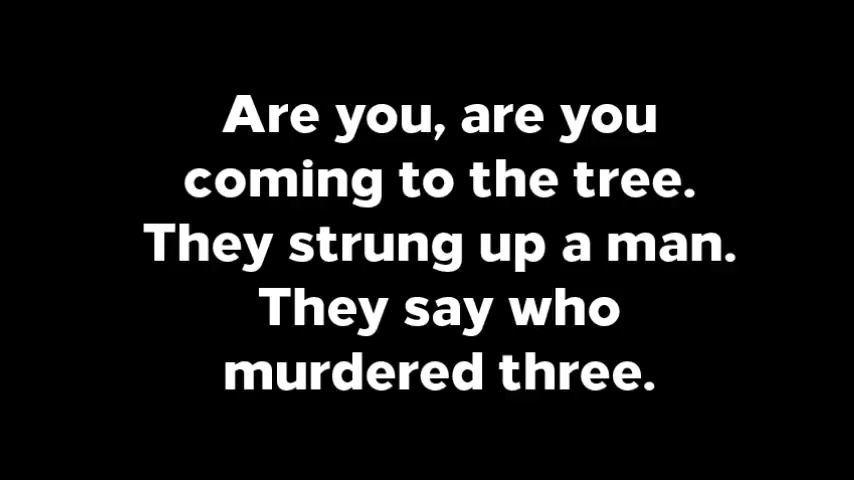 Are you, are you
coming to the tree.
They strung up a man.
They say who
murdered three.